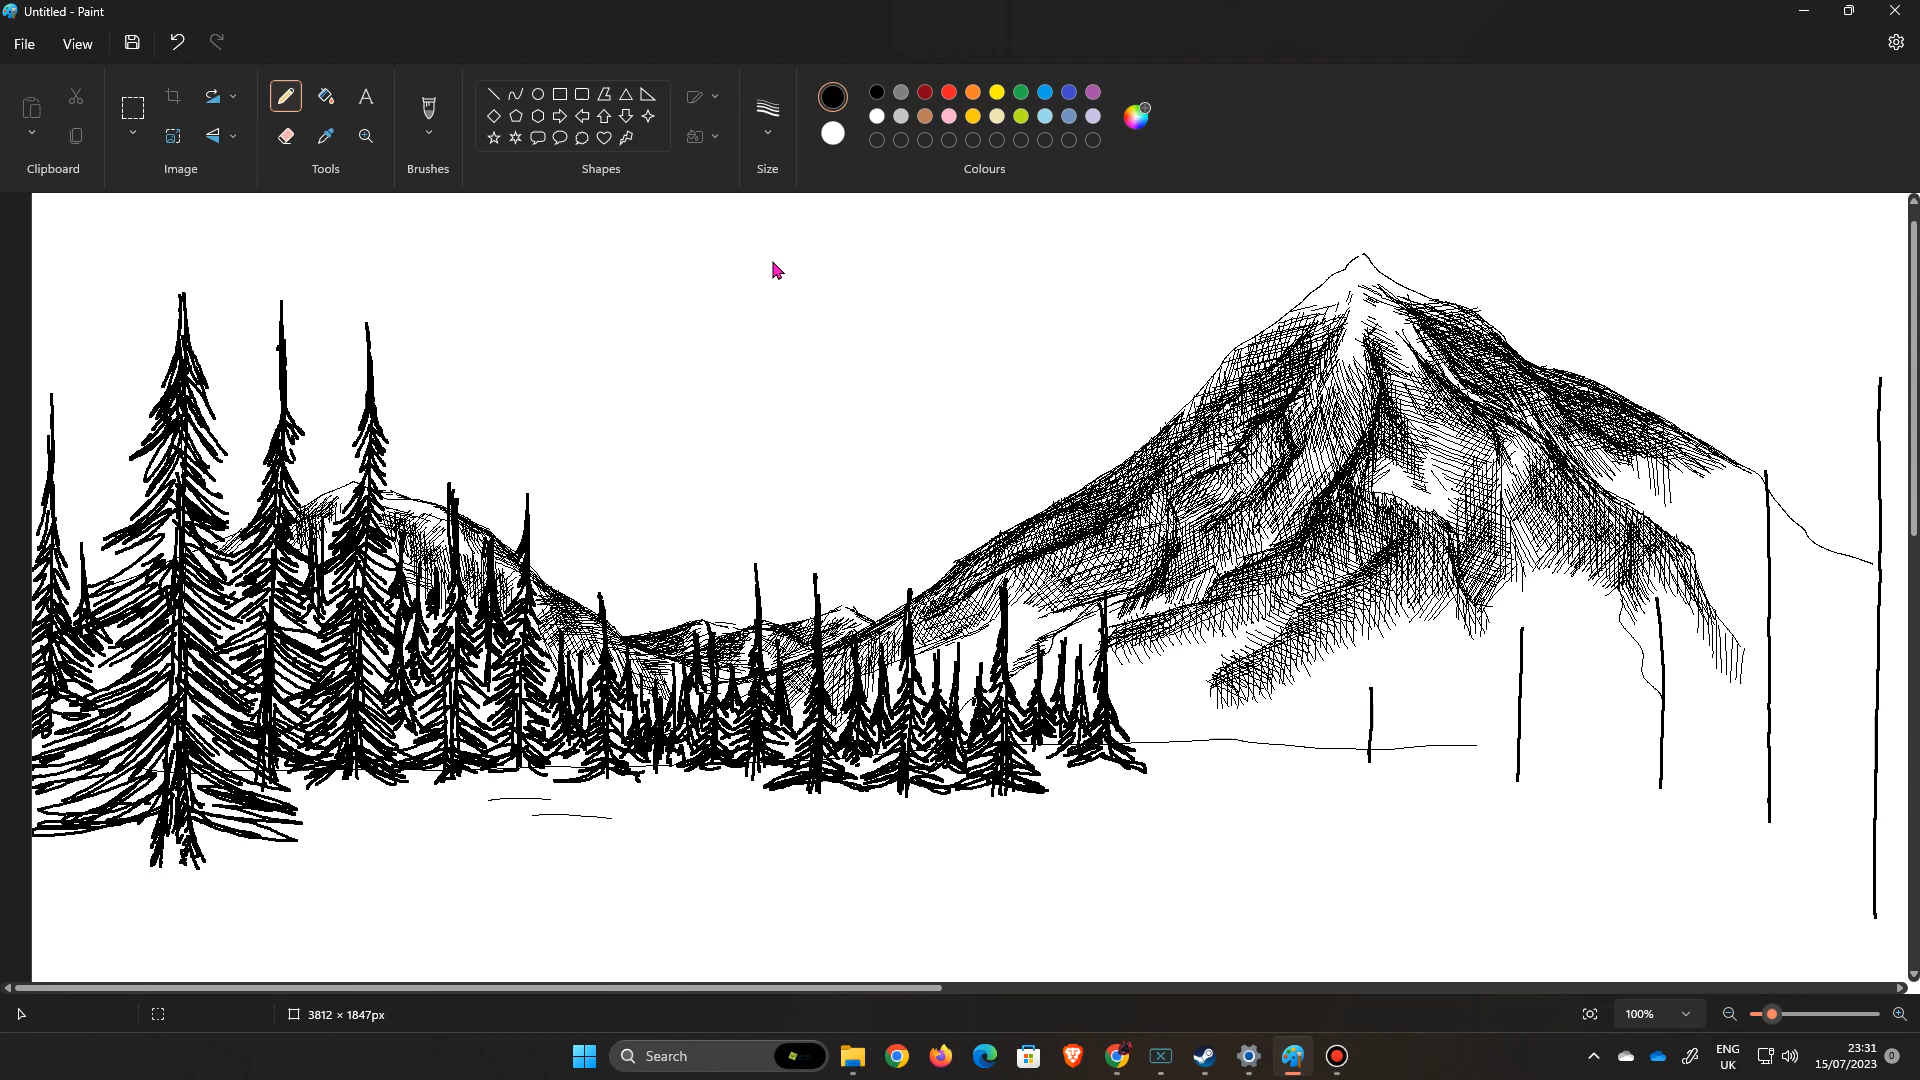 Untitled - Paint
File View
Clipboard Image Tools Brushes Shapes Size Colours
3812 × 1847px
100%
Search
ENG
UK
23:31
15/07/2023
0